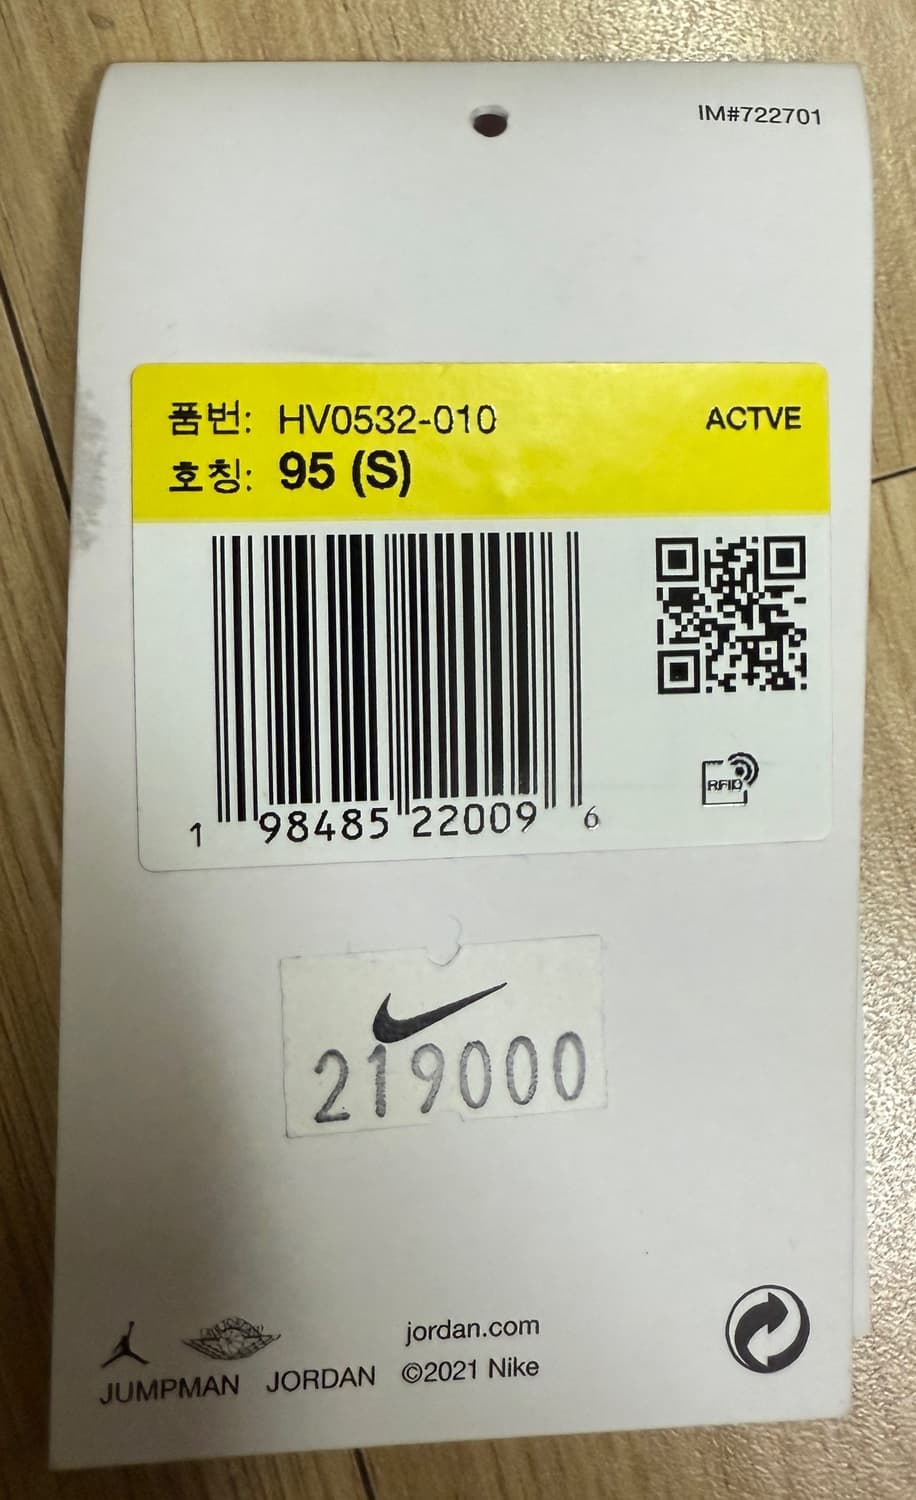 IM#722701
품번: HV0532-010 ACTVE
호칭: 95 (S)
1 98485 22009 6
RFID
219000
jordan.com
JUMPMAN JORDAN ©2021 Nike